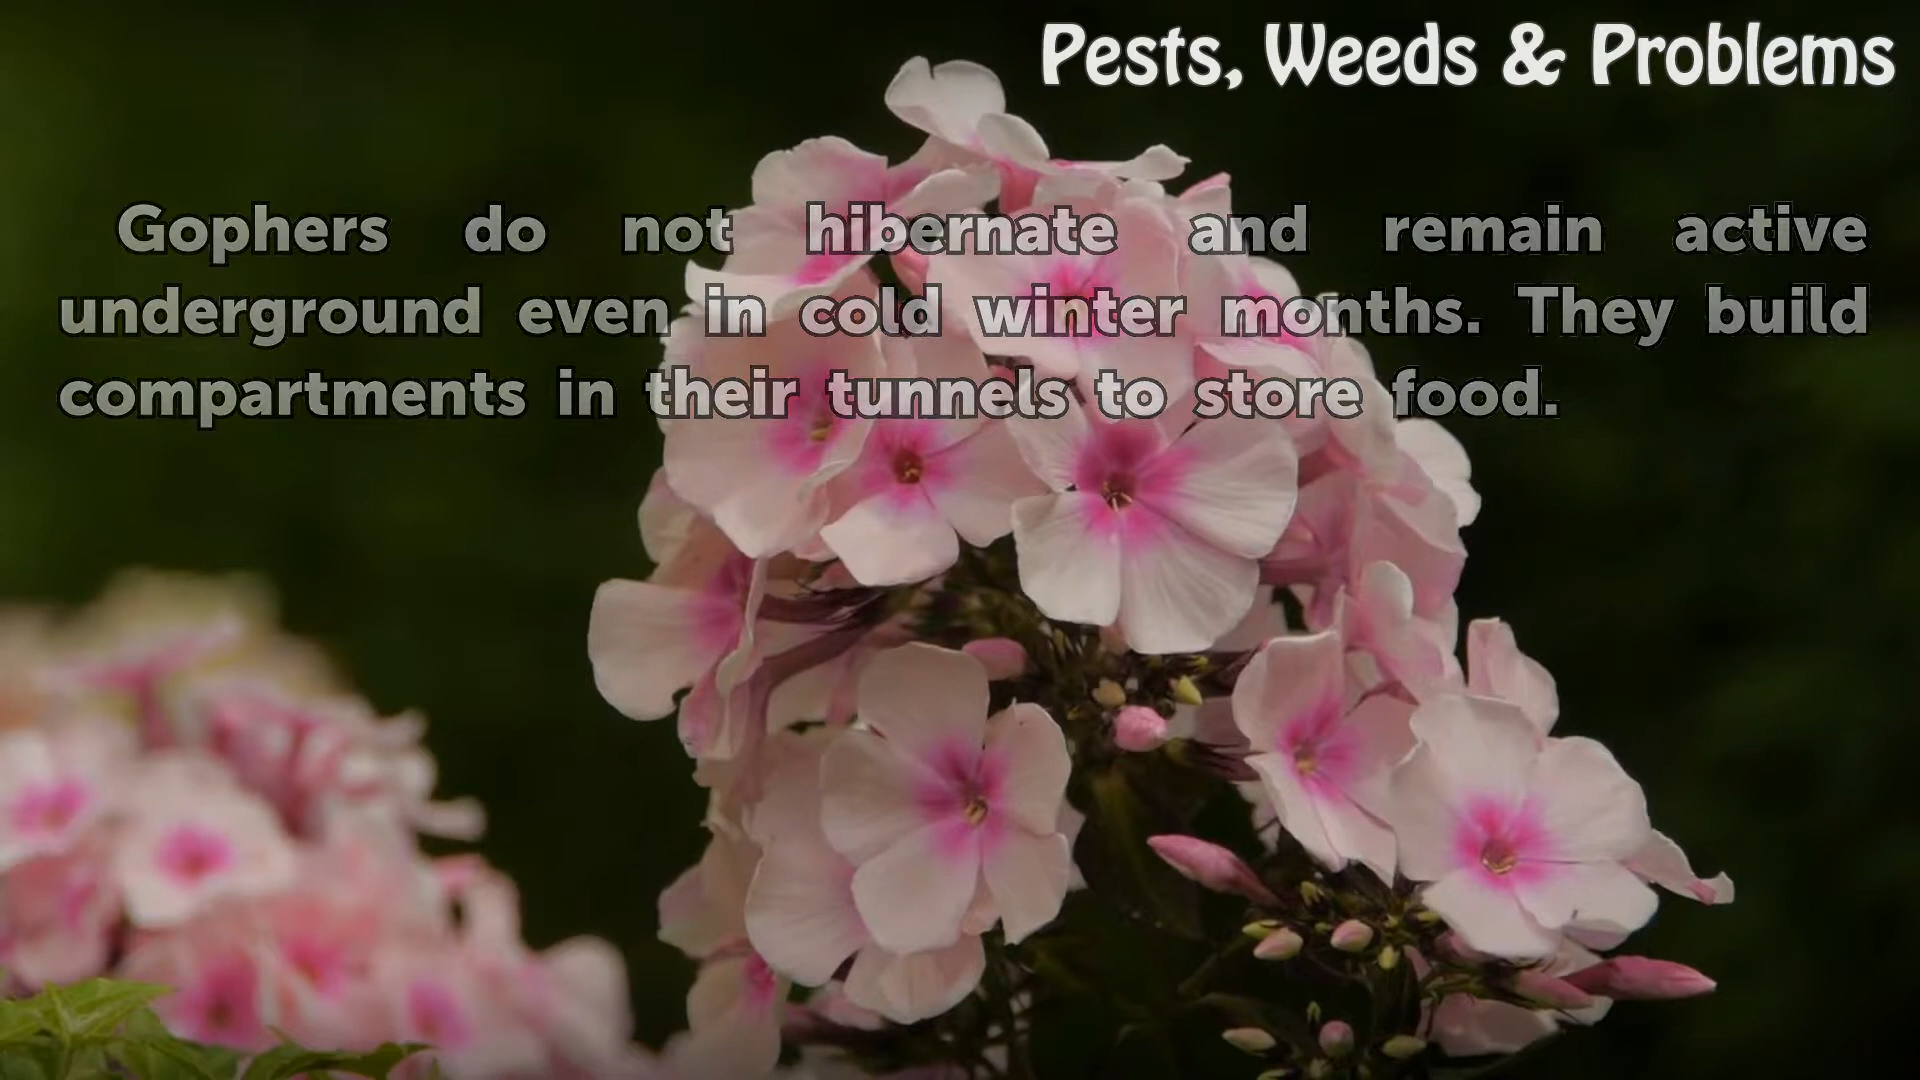 Pests, Weeds & Problems
Gophers do not hibernate and remain active
underground even in cold winter months. They build
compartments in their tunnels to store food.